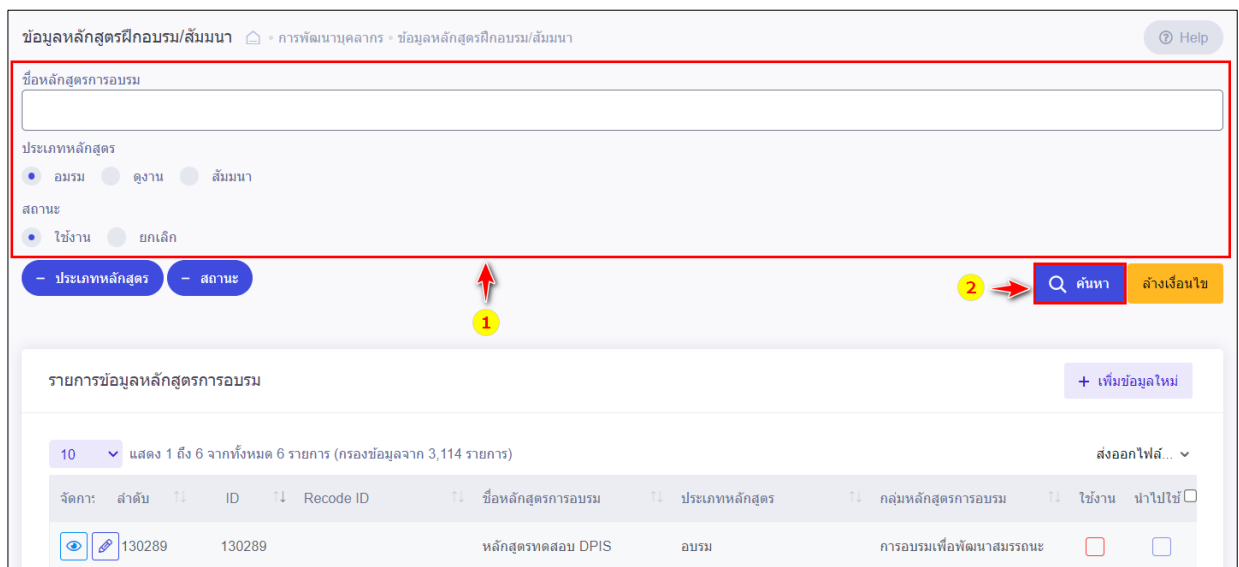 ข้อมูลหลักสูตรฝึกอบรม/สัมมนา การพัฒนาบุคลากร ข้อมูลหลักสูตรฝึกอบรม/สัมมนา Help
ชื่อหลักสูตรการอบรม
ประเภทหลักสูตร
อมรม ดูงาน สัมมนา
สถานะ
ใช้งาน ยกเลิก
– ประเภทหลักสูตร – สถานะ 2 ค้นหา ล้างเงื่อนไข
1
รายการข้อมูลหลักสูตรการอบรม + เพิ่มข้อมูลใหม่
10 แสดง 1 ถึง 6 จากทั้งหมด 6 รายการ (กรองข้อมูลจาก 3,114 รายการ) ส่งออกไฟล์...
จัดการ ลำดับ ID Recode ID ชื่อหลักสูตรการอบรม ประเภทหลักสูตร กลุ่มหลักสูตรการอบรม ใช้งาน นำไปใช้
130289 130289 หลักสูตรทดสอบ DPIS อบรม การอบรมเพื่อพัฒนาสมรรถนะ